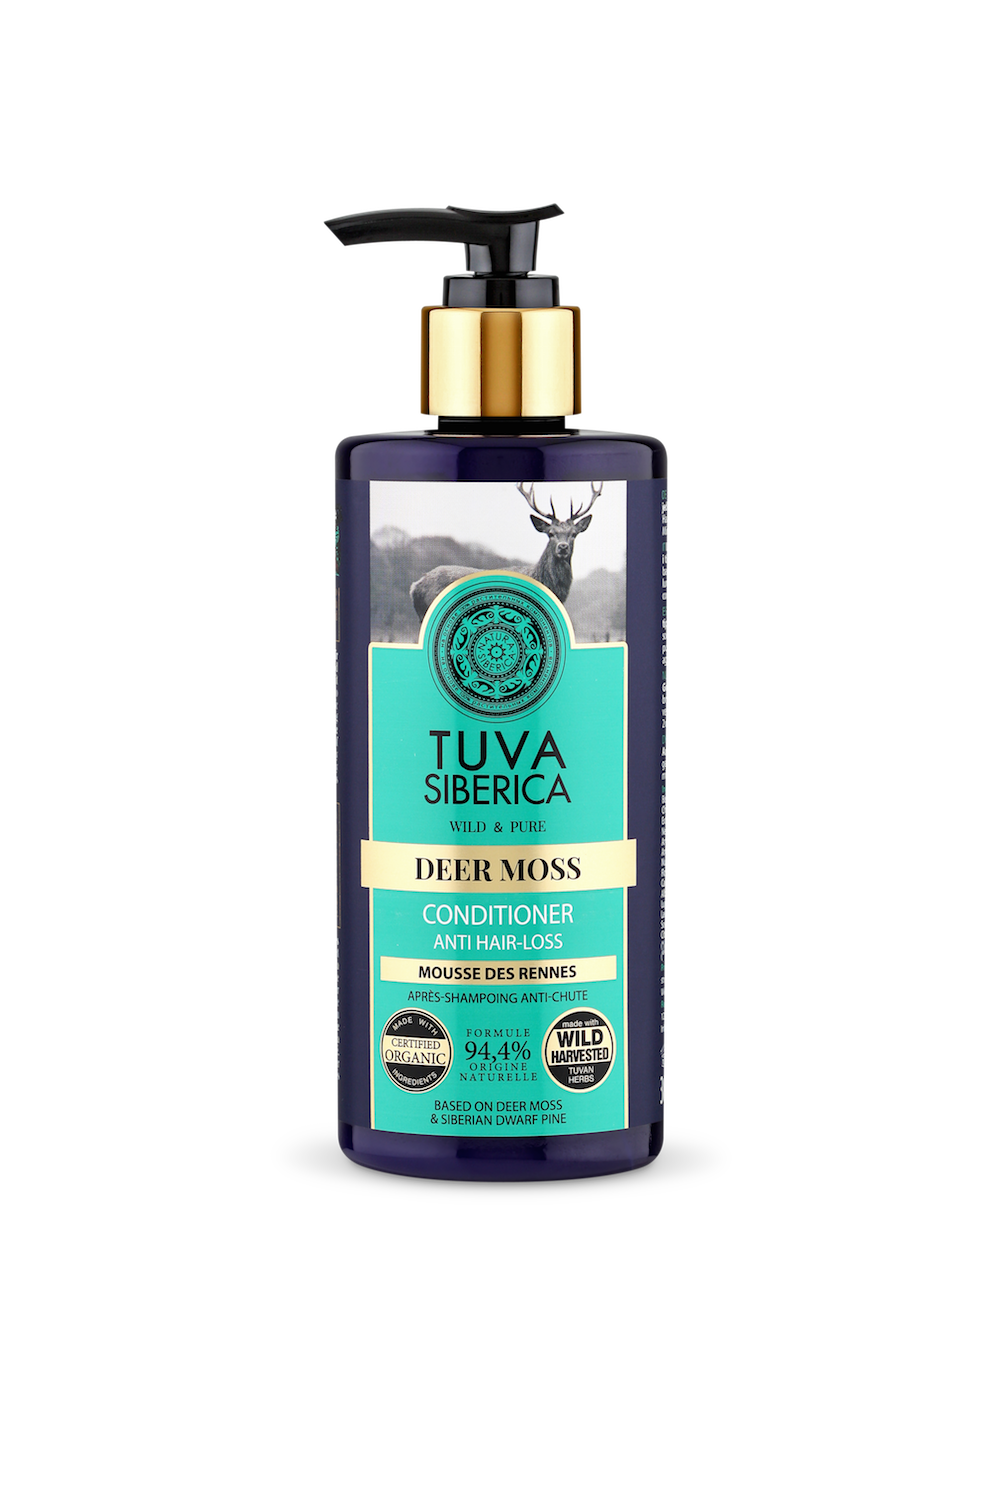 NATURA
SIBERICA
TUVA
SIBERICA
WILD & PURE
DEER MOSS
CONDITIONER
ANTI HAIR-LOSS
MOUSSE DES RENNES
APRÈS-SHAMPOING ANTI-CHUTE
MADE WITH
CERTIFIED
ORGANIC
INGREDIENTS
FORMULE
94,4%
ORIGINE
NATURELLE
made with
WILD
HARVESTED
TUVAN
HERBS
BASED ON DEER MOSS
& SIBERIAN DWARF PINE